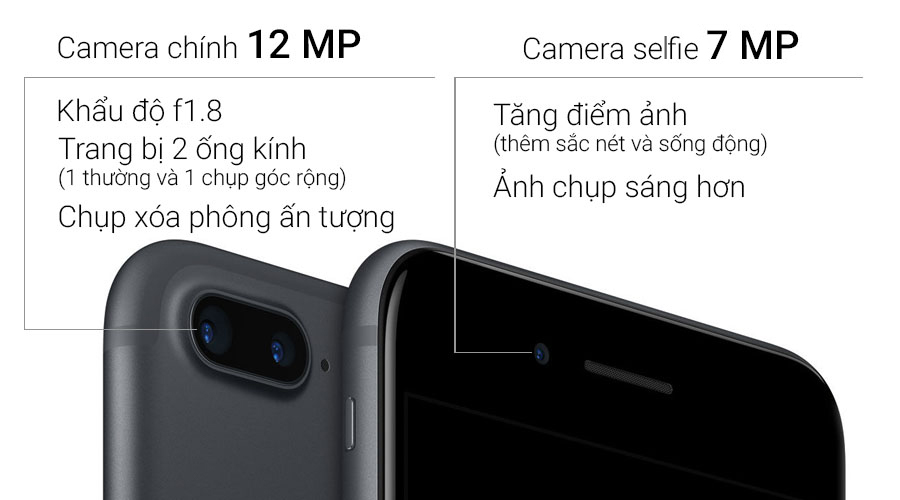 Camera chính 12 MP
Khẩu độ f1.8
Trang bị 2 ống kính
(1 thường và 1 chụp góc rộng)
Chụp xóa phông ấn tượng
Camera selfie 7 MP
Tăng điểm ảnh
(thêm sắc nét và sống động)
Ảnh chụp sáng hơn